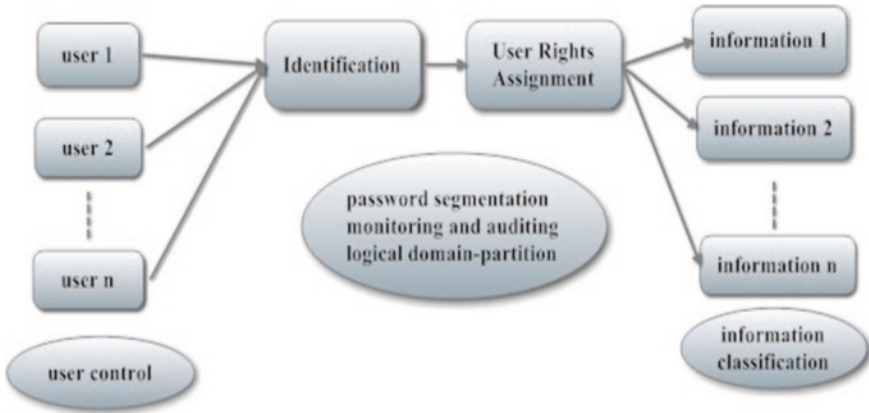 user 1
user 2
user n
user control
Identification
User Rights
Assignment
password segmentation
monitoring and auditing
logical domain-partition
information 1
information 2
information n
information
classification